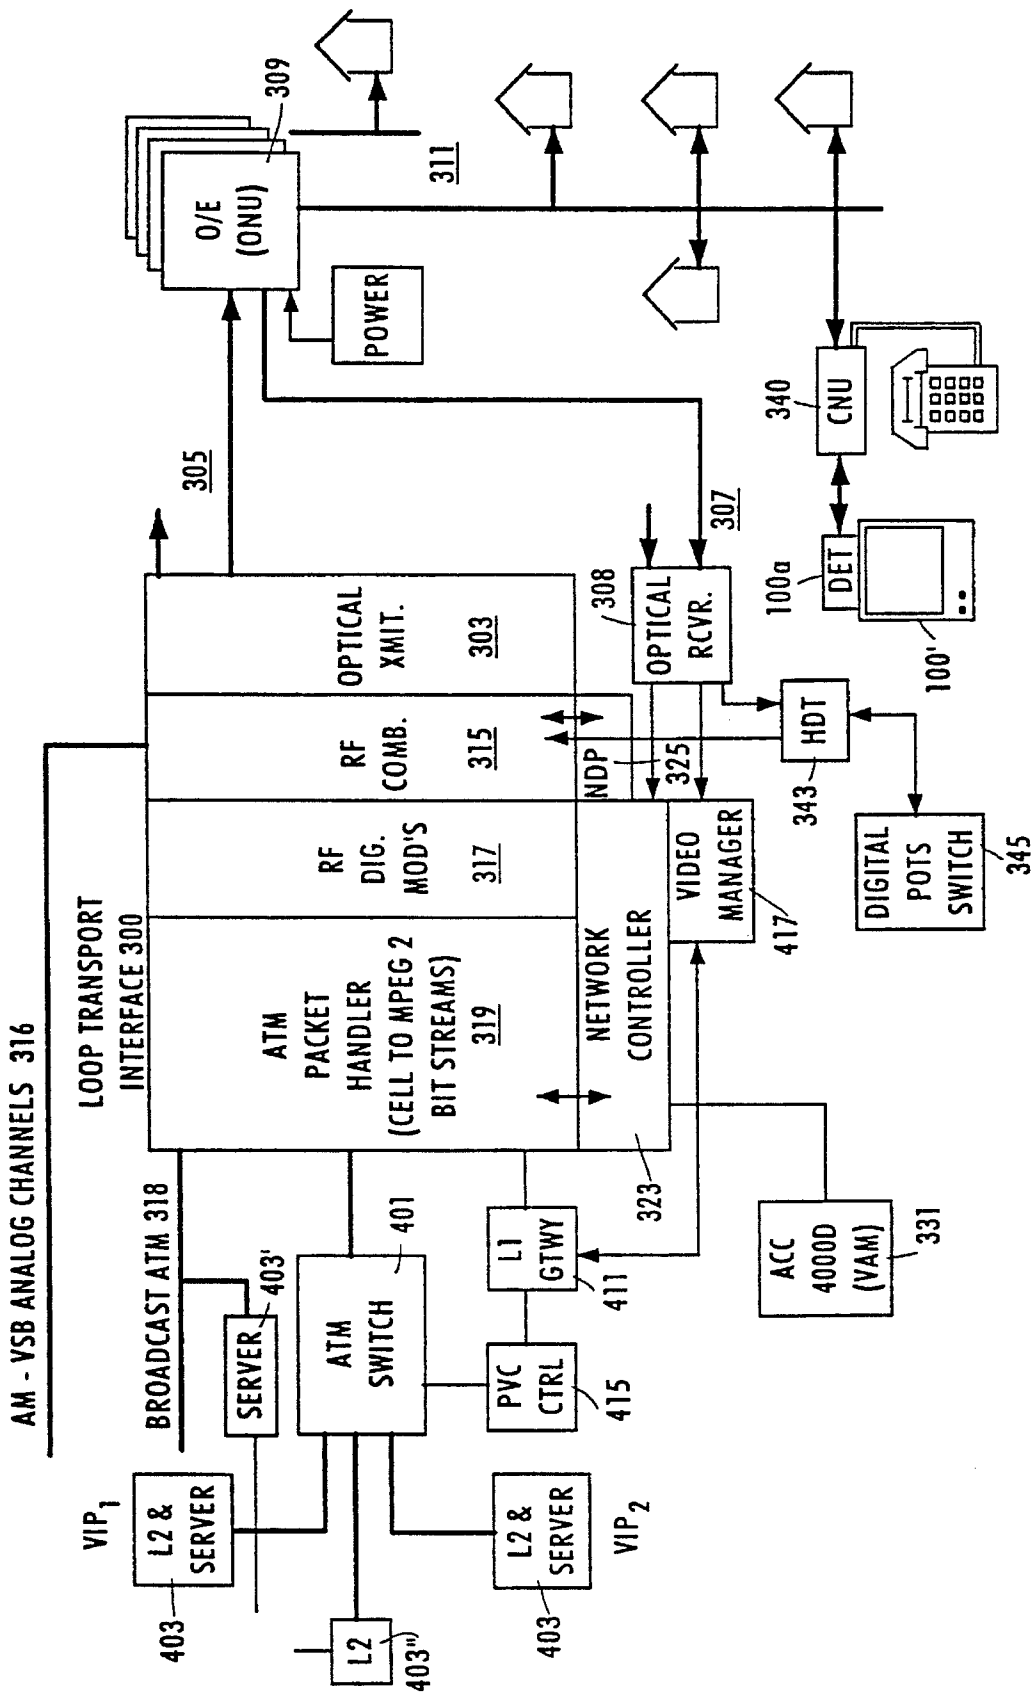 AM - VSB ANALOG CHANNELS 316
LOOP TRANSPORT
INTERFACE 300
BROADCAST ATM 318
VIP1
L2 &
SERVER
403
SERVER
403'
L2
403"
L2 &
SERVER
403
VIP2
ATM
SWITCH
401
PVC
CTRL
415
L1
GTWY
411
ATM
PACKET
HANDLER
(CELL TO MPEG 2
BIT STREAMS)
319
RF
DIG.
MOD'S
317
RF
COMB.
315
OPTICAL
XMIT.
303
NETWORK
CONTROLLER
323
NDP
325
VIDEO
MANAGER
417
ACC
4000D
(VAM)
331
OPTICAL
RCVR.
308
HDT
343
DIGITAL
POTS
SWITCH
345
305
307
O/E
(ONU)
309
POWER
311
CNU
340
DET
100a
100'